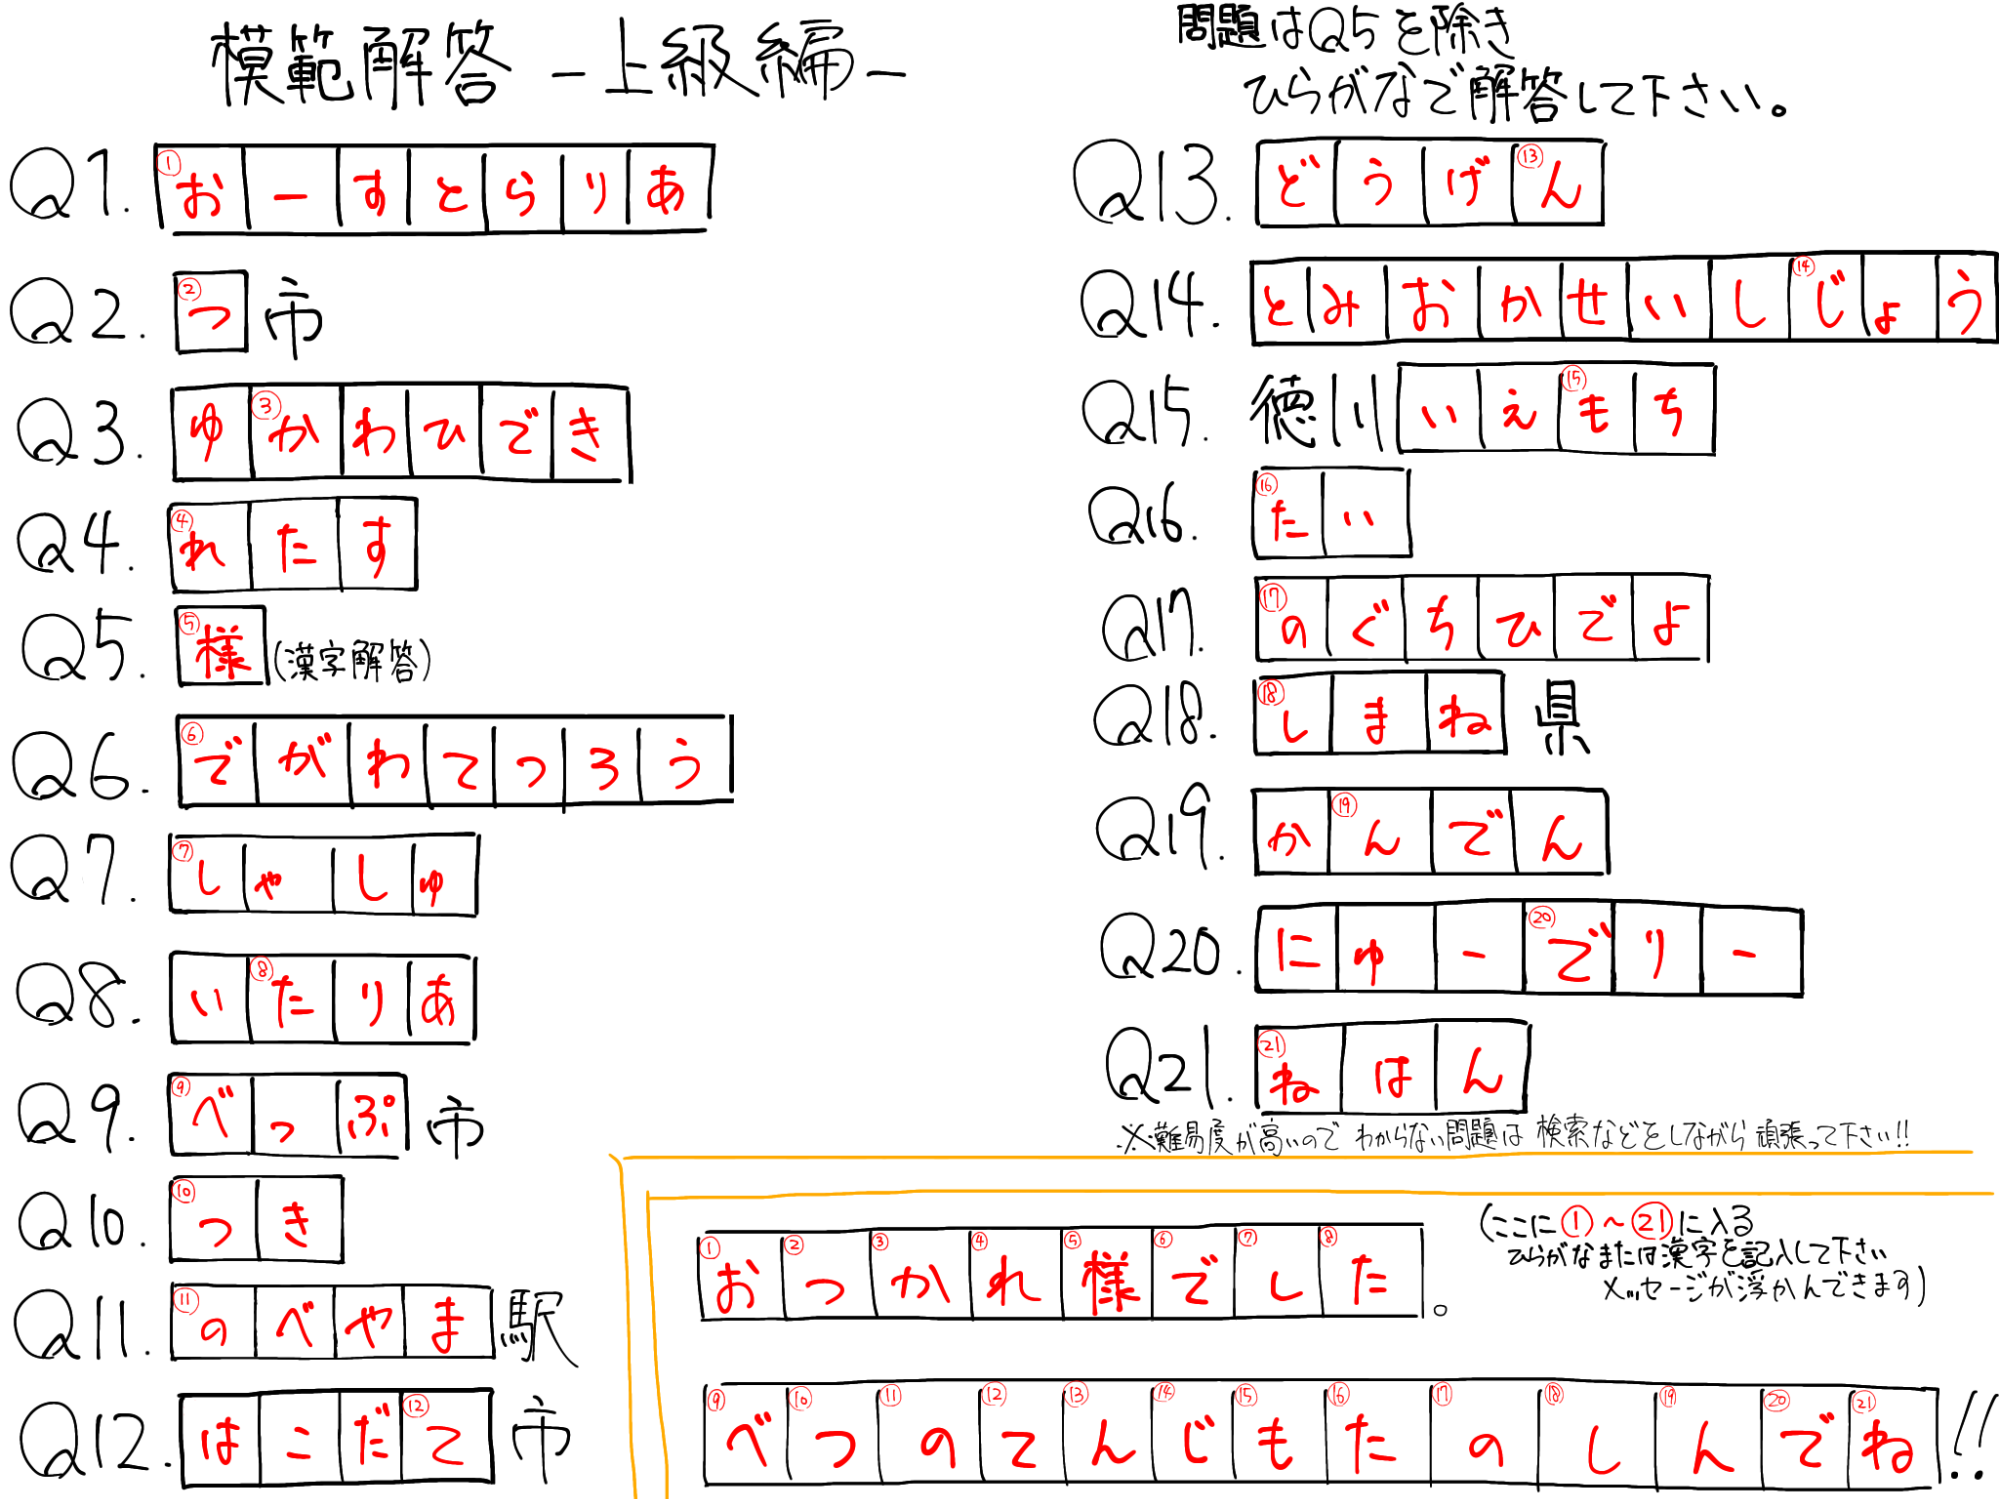 模範解答 -上級編-
Q1. ①おーすとらりあ
Q2. ②つ 市
Q3. ゆ③かわひでき
Q4. ④れたす
Q5. ⑤様 (漢字解答)
Q6. ⑥でがわてつろう
Q7. ⑦しゃしゅ
Q8. い⑧たりあ
Q9. ⑨べっぷ 市
Q10. ⑩つき
Q11. ⑪のべやま 駅
Q12. はこだ⑫て 市
問題はQ5を除き
ひらがなで解答して下さい。
Q13. どうげ⑬ん
Q14. とみおかせいし⑭じょう
Q15. 徳川 いえ⑮もち
Q16. ⑯たい
Q17. ⑰のぐちひでよ
Q18. ⑱しまね 県
Q19. か⑲んでん
Q20. にゅー⑳でりー
Q21. ㉑ねはん
※難易度が高いので わからない問題は 検索などをしながら 頑張って下さい!!
①お②つ③か④れ⑤様⑥で⑦し⑧た。
(ここに①~㉑に入る
ひらがなまたは漢字を記入して下さい
メッセージが浮かんできます)
⑨べ⑩つ⑪の⑫て⑬ん⑭じ⑮も⑯た⑰の⑱し⑲ん⑳で㉑ね!!